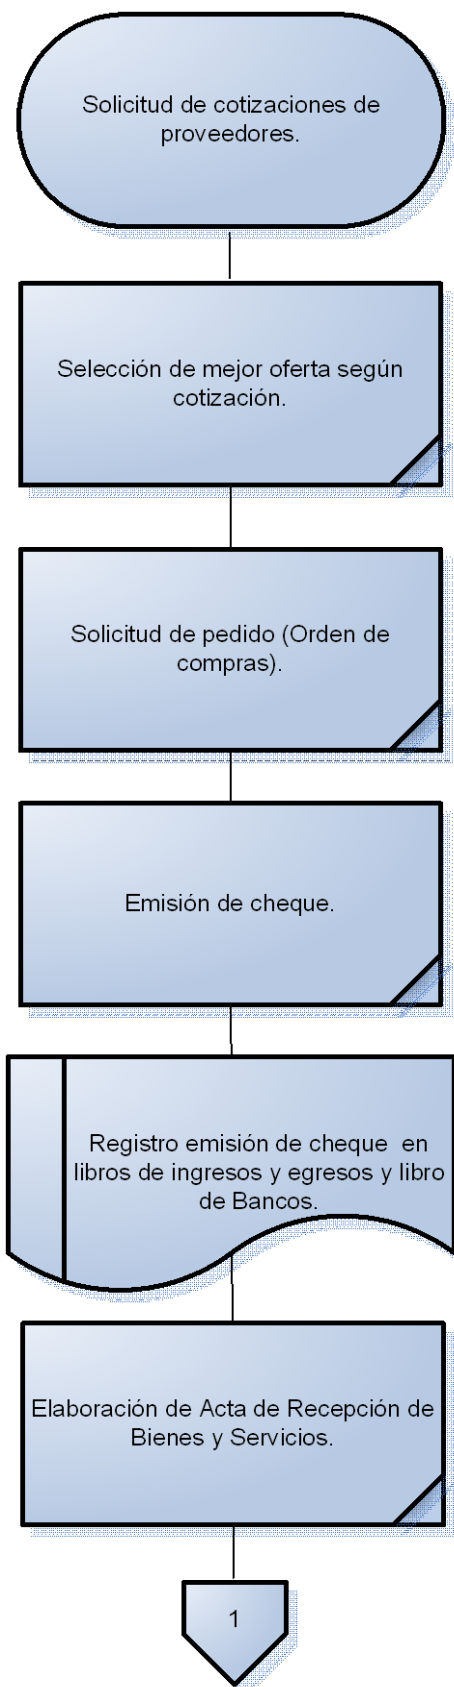 Solicitud de cotizaciones de
proveedores.
Selección de mejor oferta según
cotización.
Solicitud de pedido (Orden de
compras).
Emisión de cheque.
Registro emisión de cheque  en
libros de ingresos y egresos y libro
de Bancos.
Elaboración de Acta de Recepción de
Bienes y Servicios.
1